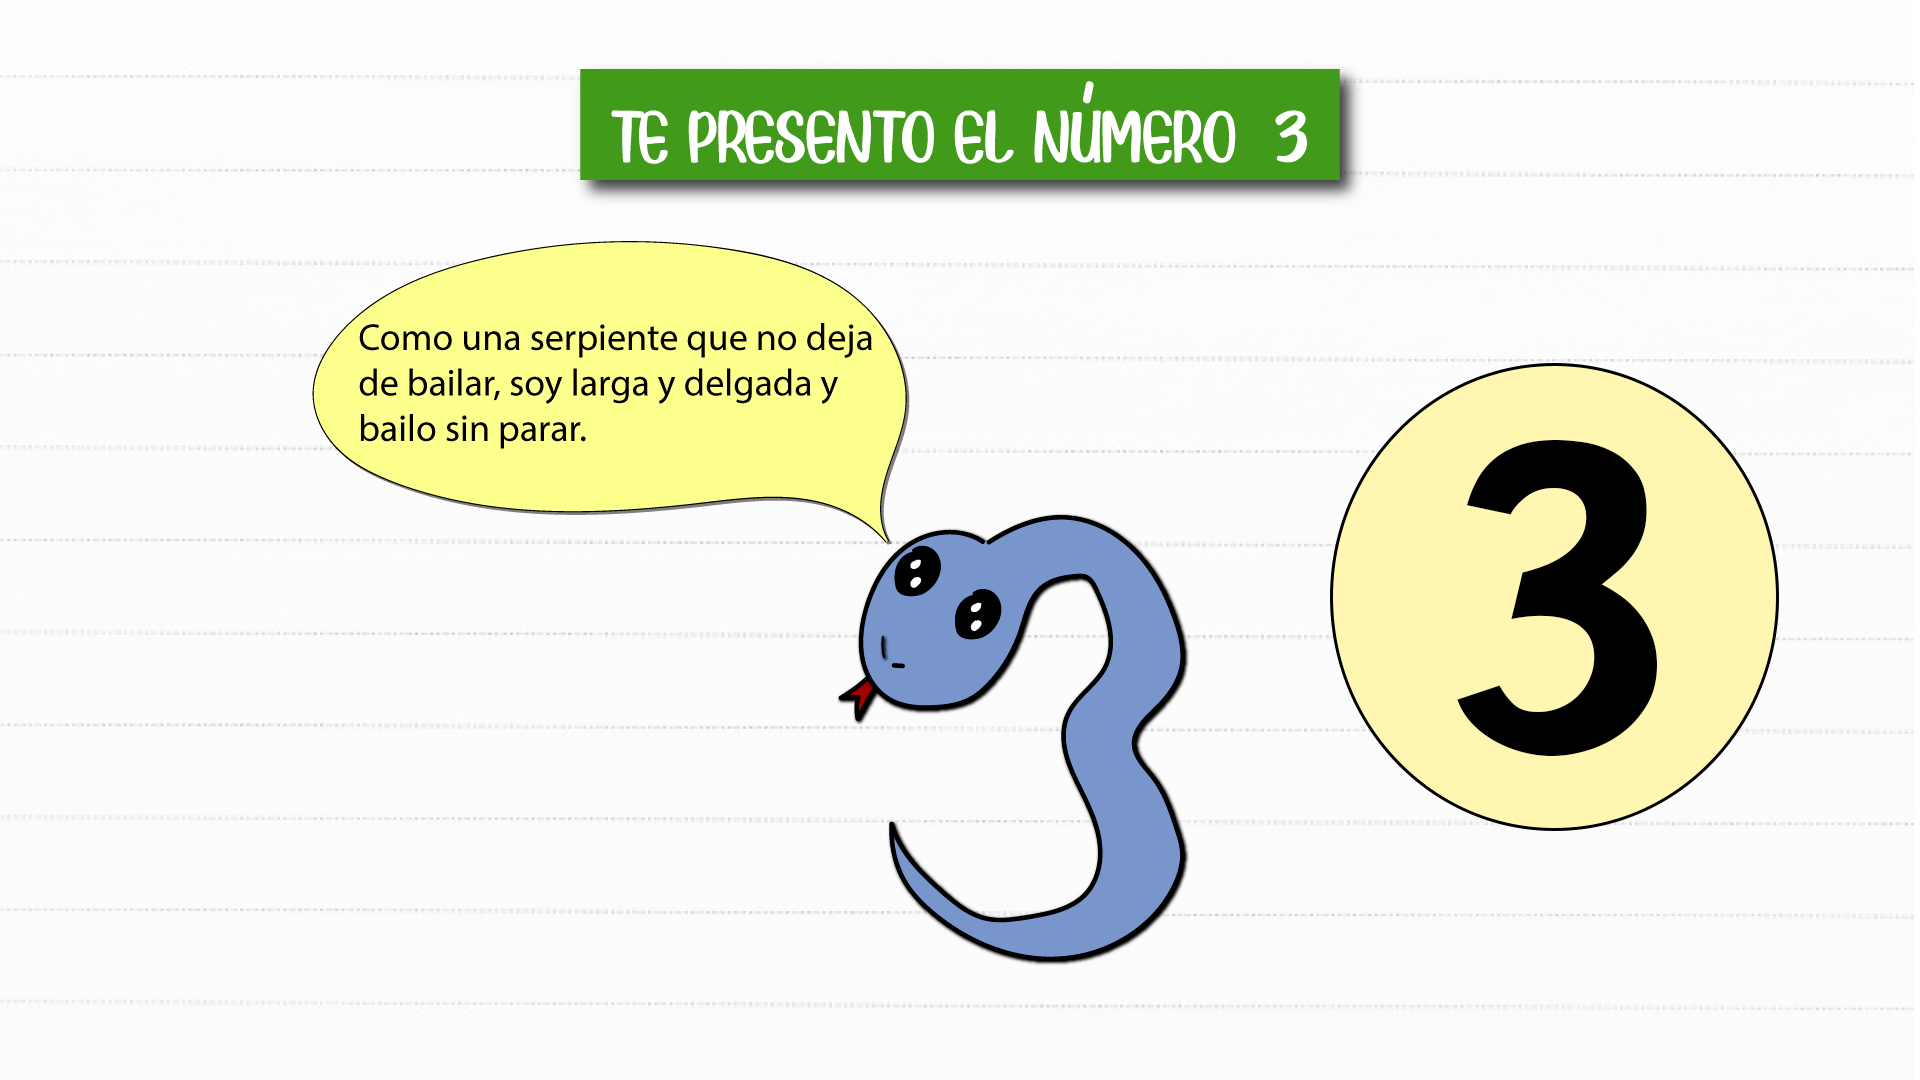 TE PRESENTO EL NÚMERO 3
Como una serpiente que no deja
de bailar, soy larga y delgada y
bailo sin parar.
3